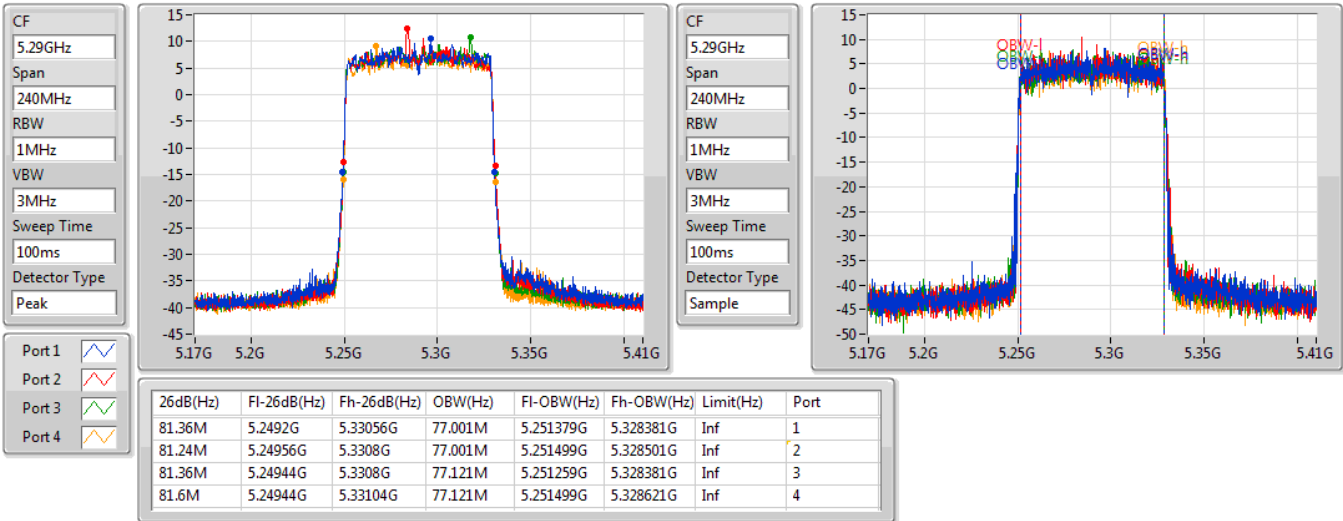 CF
5.29GHz
Span
240MHz
RBW
1MHz
VBW
3MHz
Sweep Time
100ms
Detector Type
Peak
15
10
5
0
-5
-10
-15
-20
-25
-30
-35
-40
-45
5.17G 5.2G 5.25G 5.3G 5.35G 5.41G
CF
5.29GHz
Span
240MHz
RBW
1MHz
VBW
3MHz
Sweep Time
100ms
Detector Type
Sample
15
10
5
0
-5
-10
-15
-20
-25
-30
-35
-40
-45
-50
OBW-l
5.17G 5.2G 5.25G 5.3G 5.35G 5.41G
Port 1
Port 2
Port 3
Port 4
26dB(Hz) Fl-26dB(Hz) Fh-26dB(Hz) OBW(Hz) Fl-OBW(Hz) Fh-OBW(Hz) Limit(Hz) Port
81.36M 5.2492G 5.33056G 77.001M 5.251379G 5.328381G Inf 1
81.24M 5.24956G 5.3308G 77.001M 5.251499G 5.328501G Inf 2
81.36M 5.24944G 5.3308G 77.121M 5.251259G 5.328381G Inf 3
81.6M 5.24944G 5.33104G 77.121M 5.251499G 5.328621G Inf 4